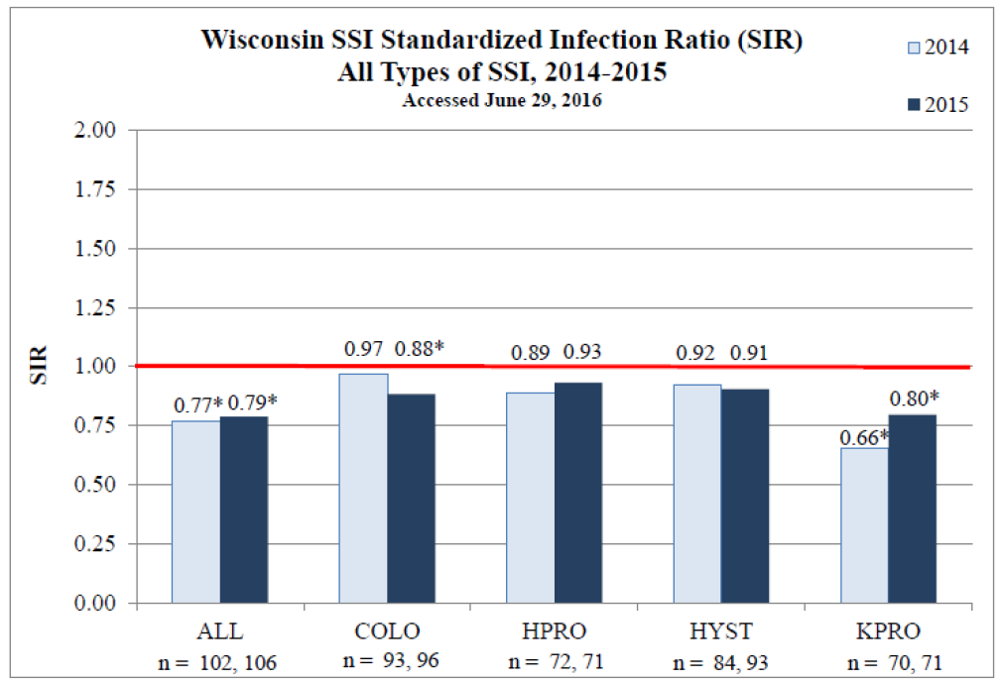 Wisconsin SSI Standardized Infection Ratio (SIR)
All Types of SSI, 2014-2015
Accessed June 29, 2016
2014
2015
2.00
1.75
1.50
1.25
1.00
0.75
0.50
0.25
0.00
SIR
0.77* 0.79*
0.97 0.88*
0.89 0.93
0.92 0.91
0.66* 0.80*
ALL COLO HPRO HYST KPRO
n = 102, 106 n = 93, 96 n = 72, 71 n = 84, 93 n = 70, 71